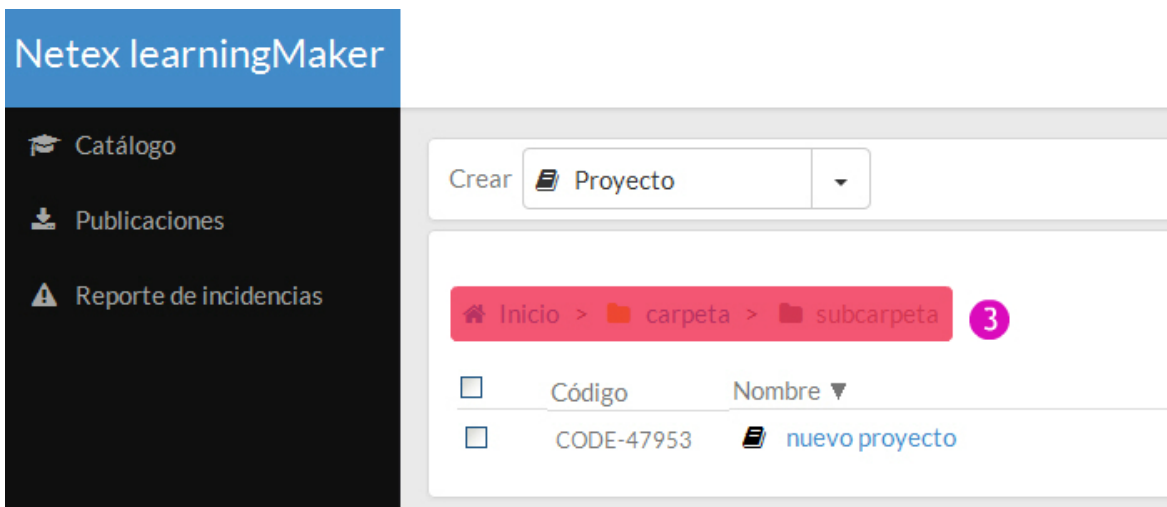 Netex learningMaker
Catálogo
Publicaciones
Reporte de incidencias
Crear Proyecto
Inicio > carpeta > subcarpeta 3
Código Nombre ▼
CODE-47953 nuevo proyecto